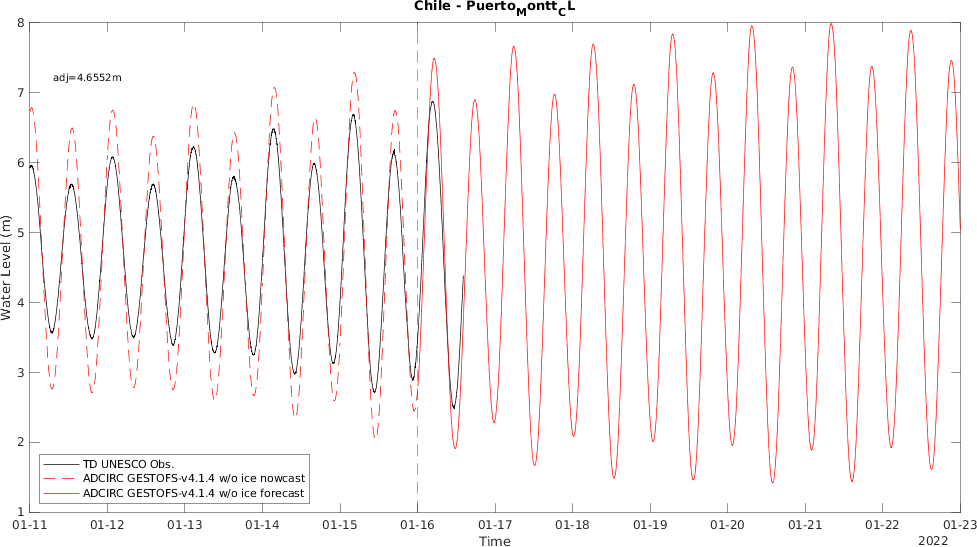 Chile - Puerto_Montt_CL
adj=4.6552m
8
7
6
5
4
3
2
1
Water Level (m)
TD UNESCO Obs.
ADCIRC GESTOFS-v4.1.4 w/o ice nowcast
ADCIRC GESTOFS-v4.1.4 w/o ice forecast
01-11 01-12 01-13 01-14 01-15 01-16 01-17 01-18 01-19 01-20 01-21 01-22 01-23
Time
2022